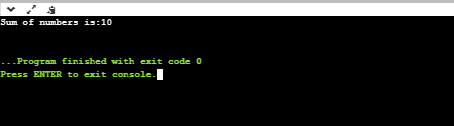 Sum of numbers is:10
...Program finished with exit code 0
Press ENTER to exit console.